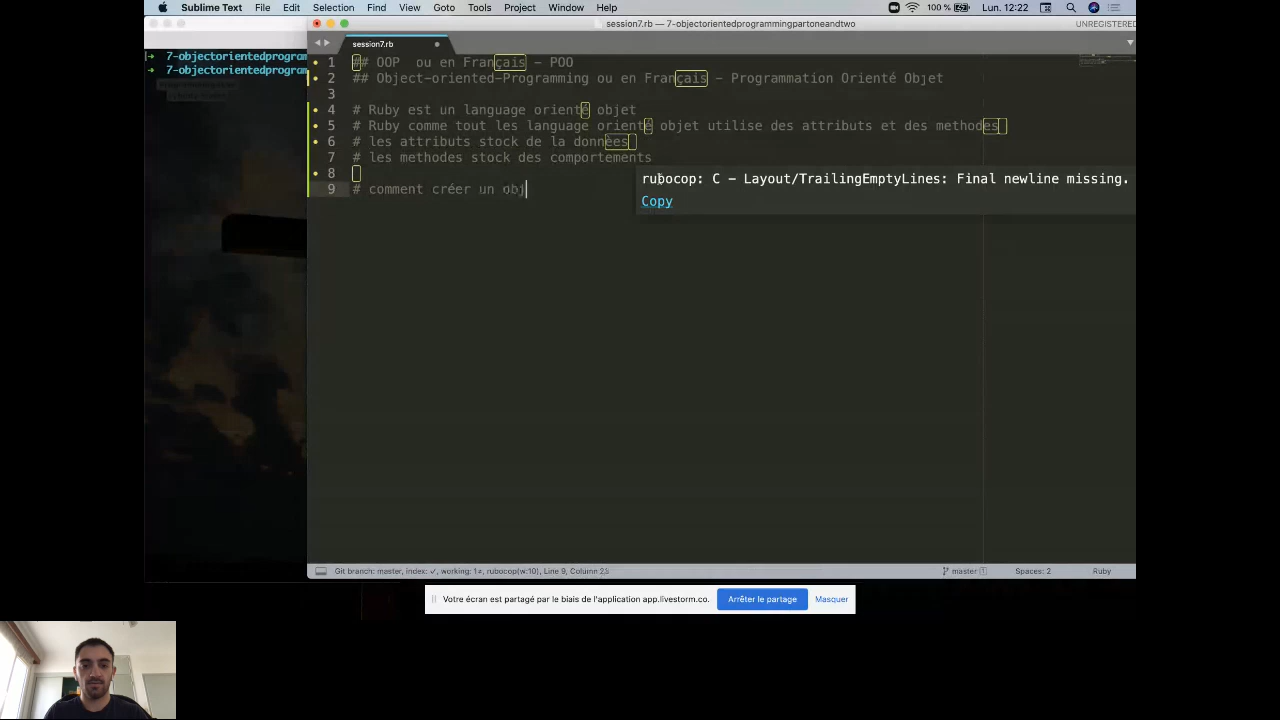 Sublime Text File Edit Selection Find View Goto Tools Project Window Help 100 % Lun. 12:22
session7.rb — 7-objectorientedprogrammingpartoneandtwo UNREGISTERED
session7.rb
7-objectorientedprogram
7-objectorientedprogram
1 ## OOP ou en Français - POO
2 ## Object-oriented-Programming ou en Français - Programmation Orienté Objet
3
4 # Ruby est un language orienté objet
5 # Ruby comme tout les language orienté objet utilise des attributs et des methodes
6 # les attributs stock de la données
7 # les methodes stock des comportements
8
9 # comment créer un obj
rubocop: C - Layout/TrailingEmptyLines: Final newline missing.
Copy
Git branch: master, index: ✓, working: 1≠, rubocop(w:10), Line 9, Column master 1 Spaces: 2 Ruby
Votre écran est partagé par le biais de l'application app.livestorm.co. Arrêter le partage Masquer